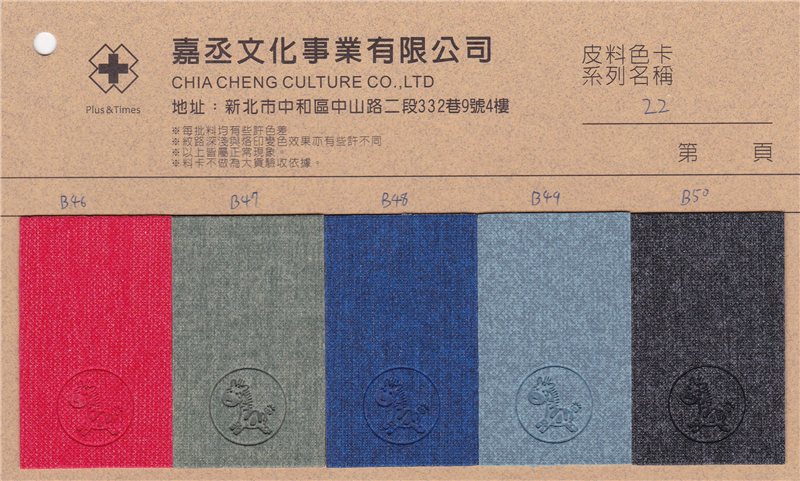 嘉丞文化事業有限公司
CHIA CHENG CULTURE CO.,LTD
地址：新北市中和區中山路二段332巷9號4樓
Plus&Times
※每批料均有些許色差
※紋路深淺與烙印變色效果亦有些許不同
※以上皆屬正常現象。
※料卡不做為大貨驗收依據。
皮料色卡
系列名稱
22
第 頁
B46 B47 B48 B49 B50